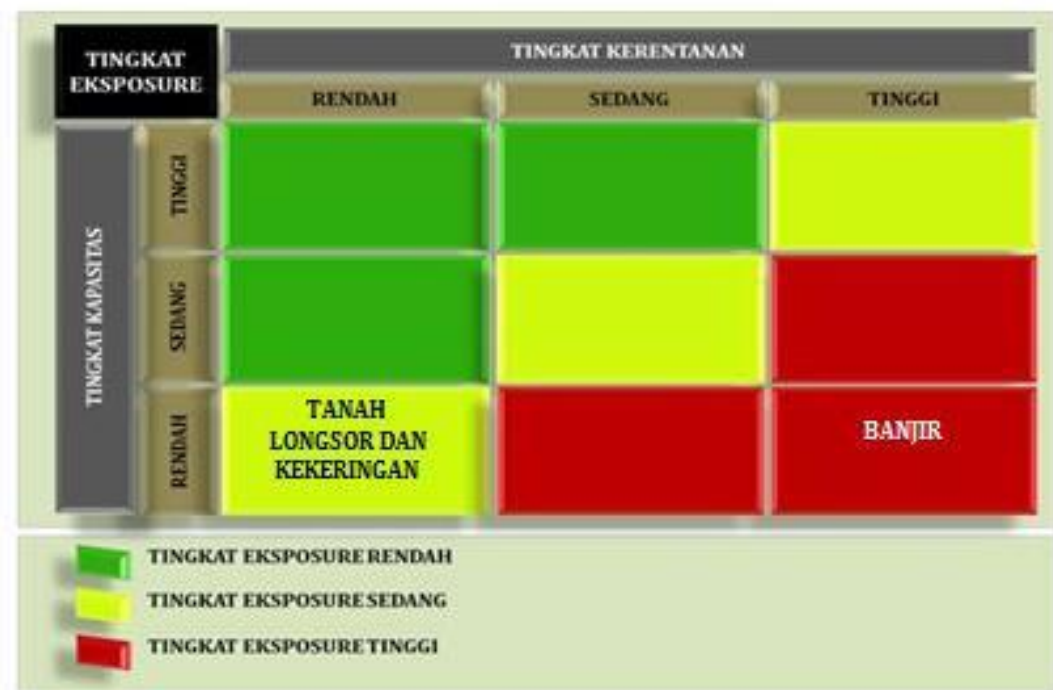 TINGKAT
EKSPOSURE
TINGKAT KERENTANAN
RENDAH
SEDANG
TINGGI
TINGKAT KAPASITAS
TINGGI
SEDANG
RENDAH
TANAH
LONGSOR DAN
KEKERINGAN
BANJIR
TINGKAT EKSPOSURE RENDAH
TINGKAT EKSPOSURE SEDANG
TINGKAT EKSPOSURE TINGGI